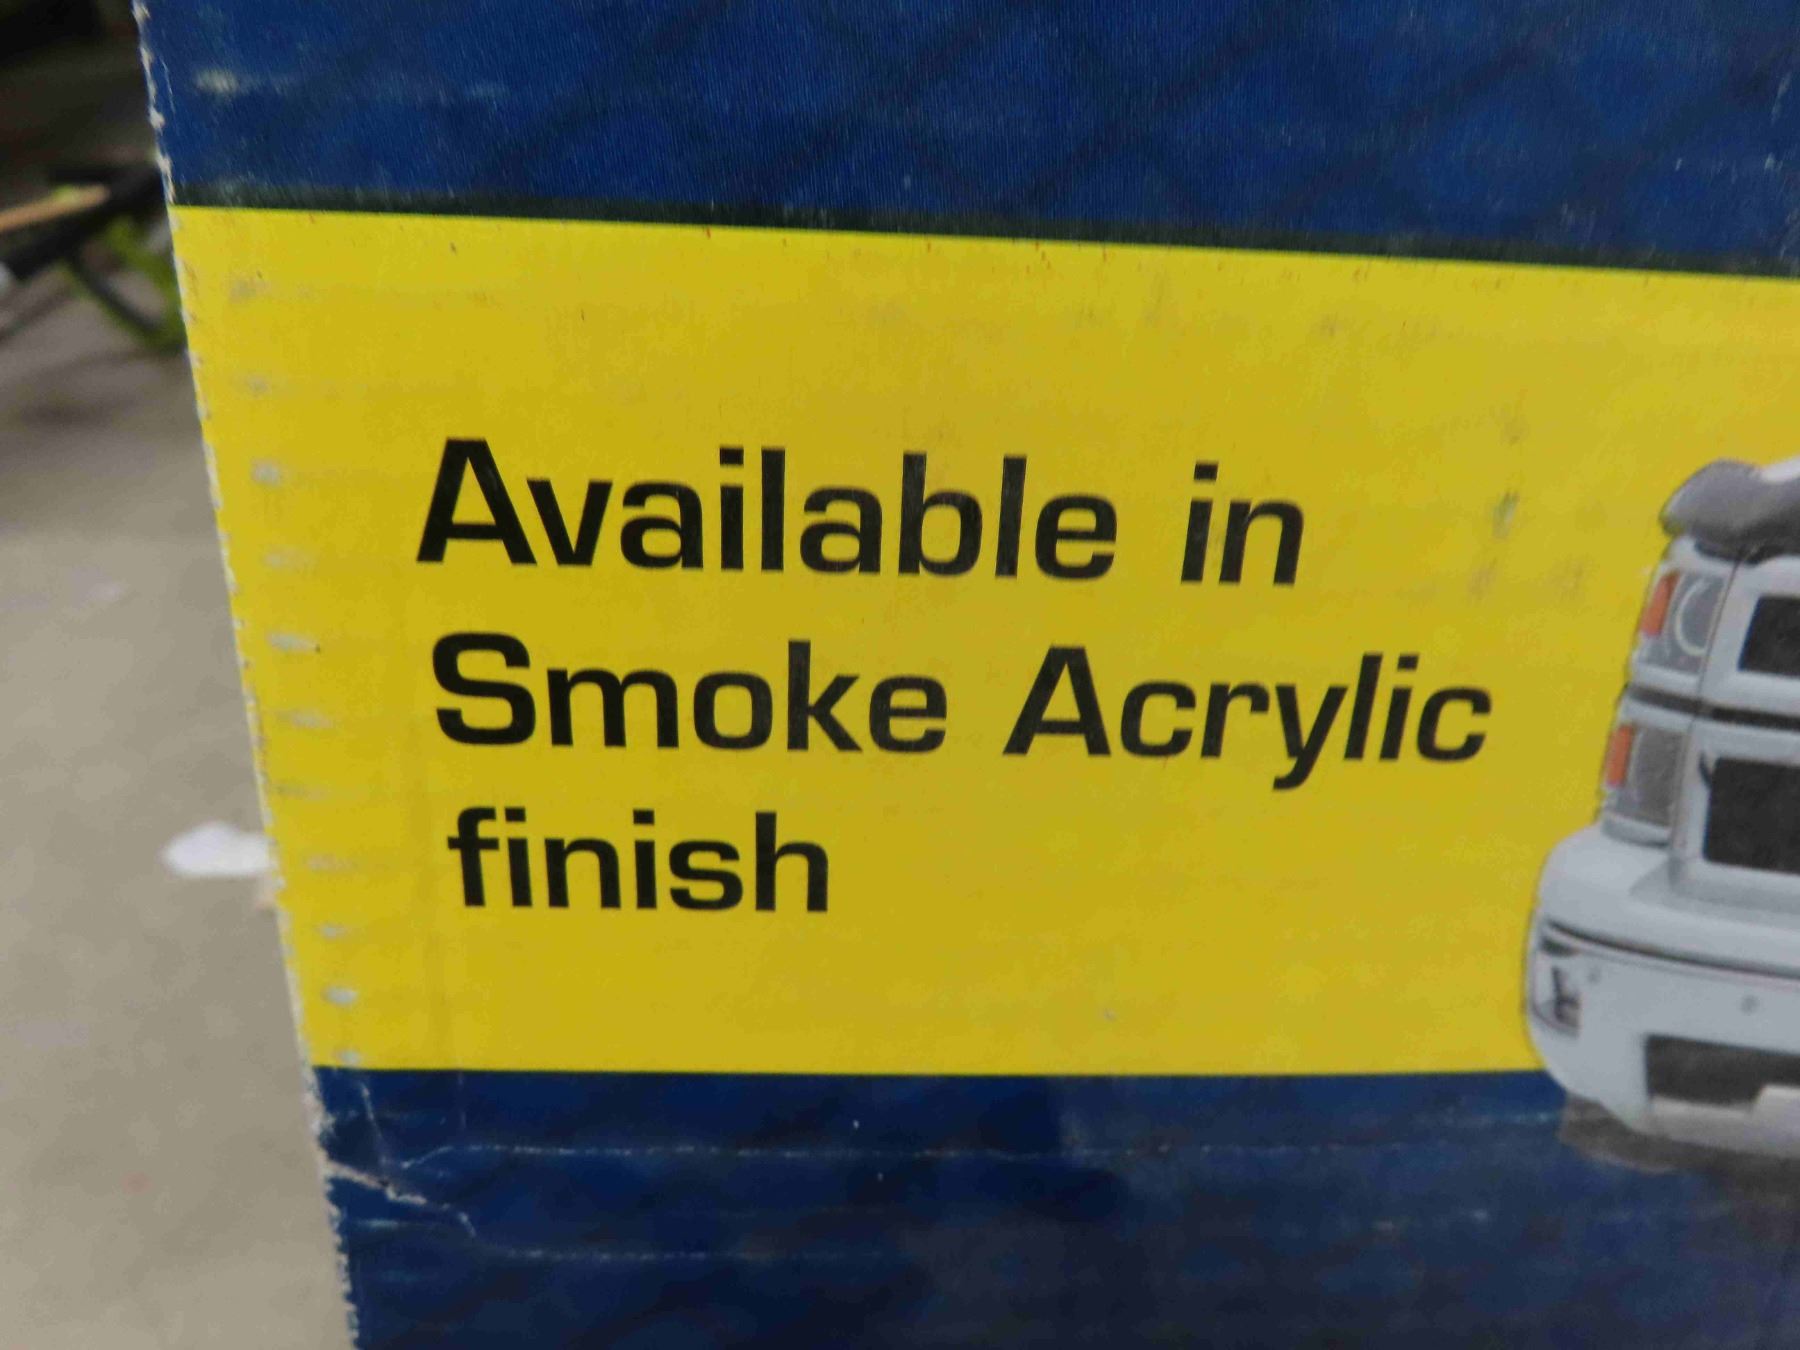 Available in
Smoke Acrylic
finish